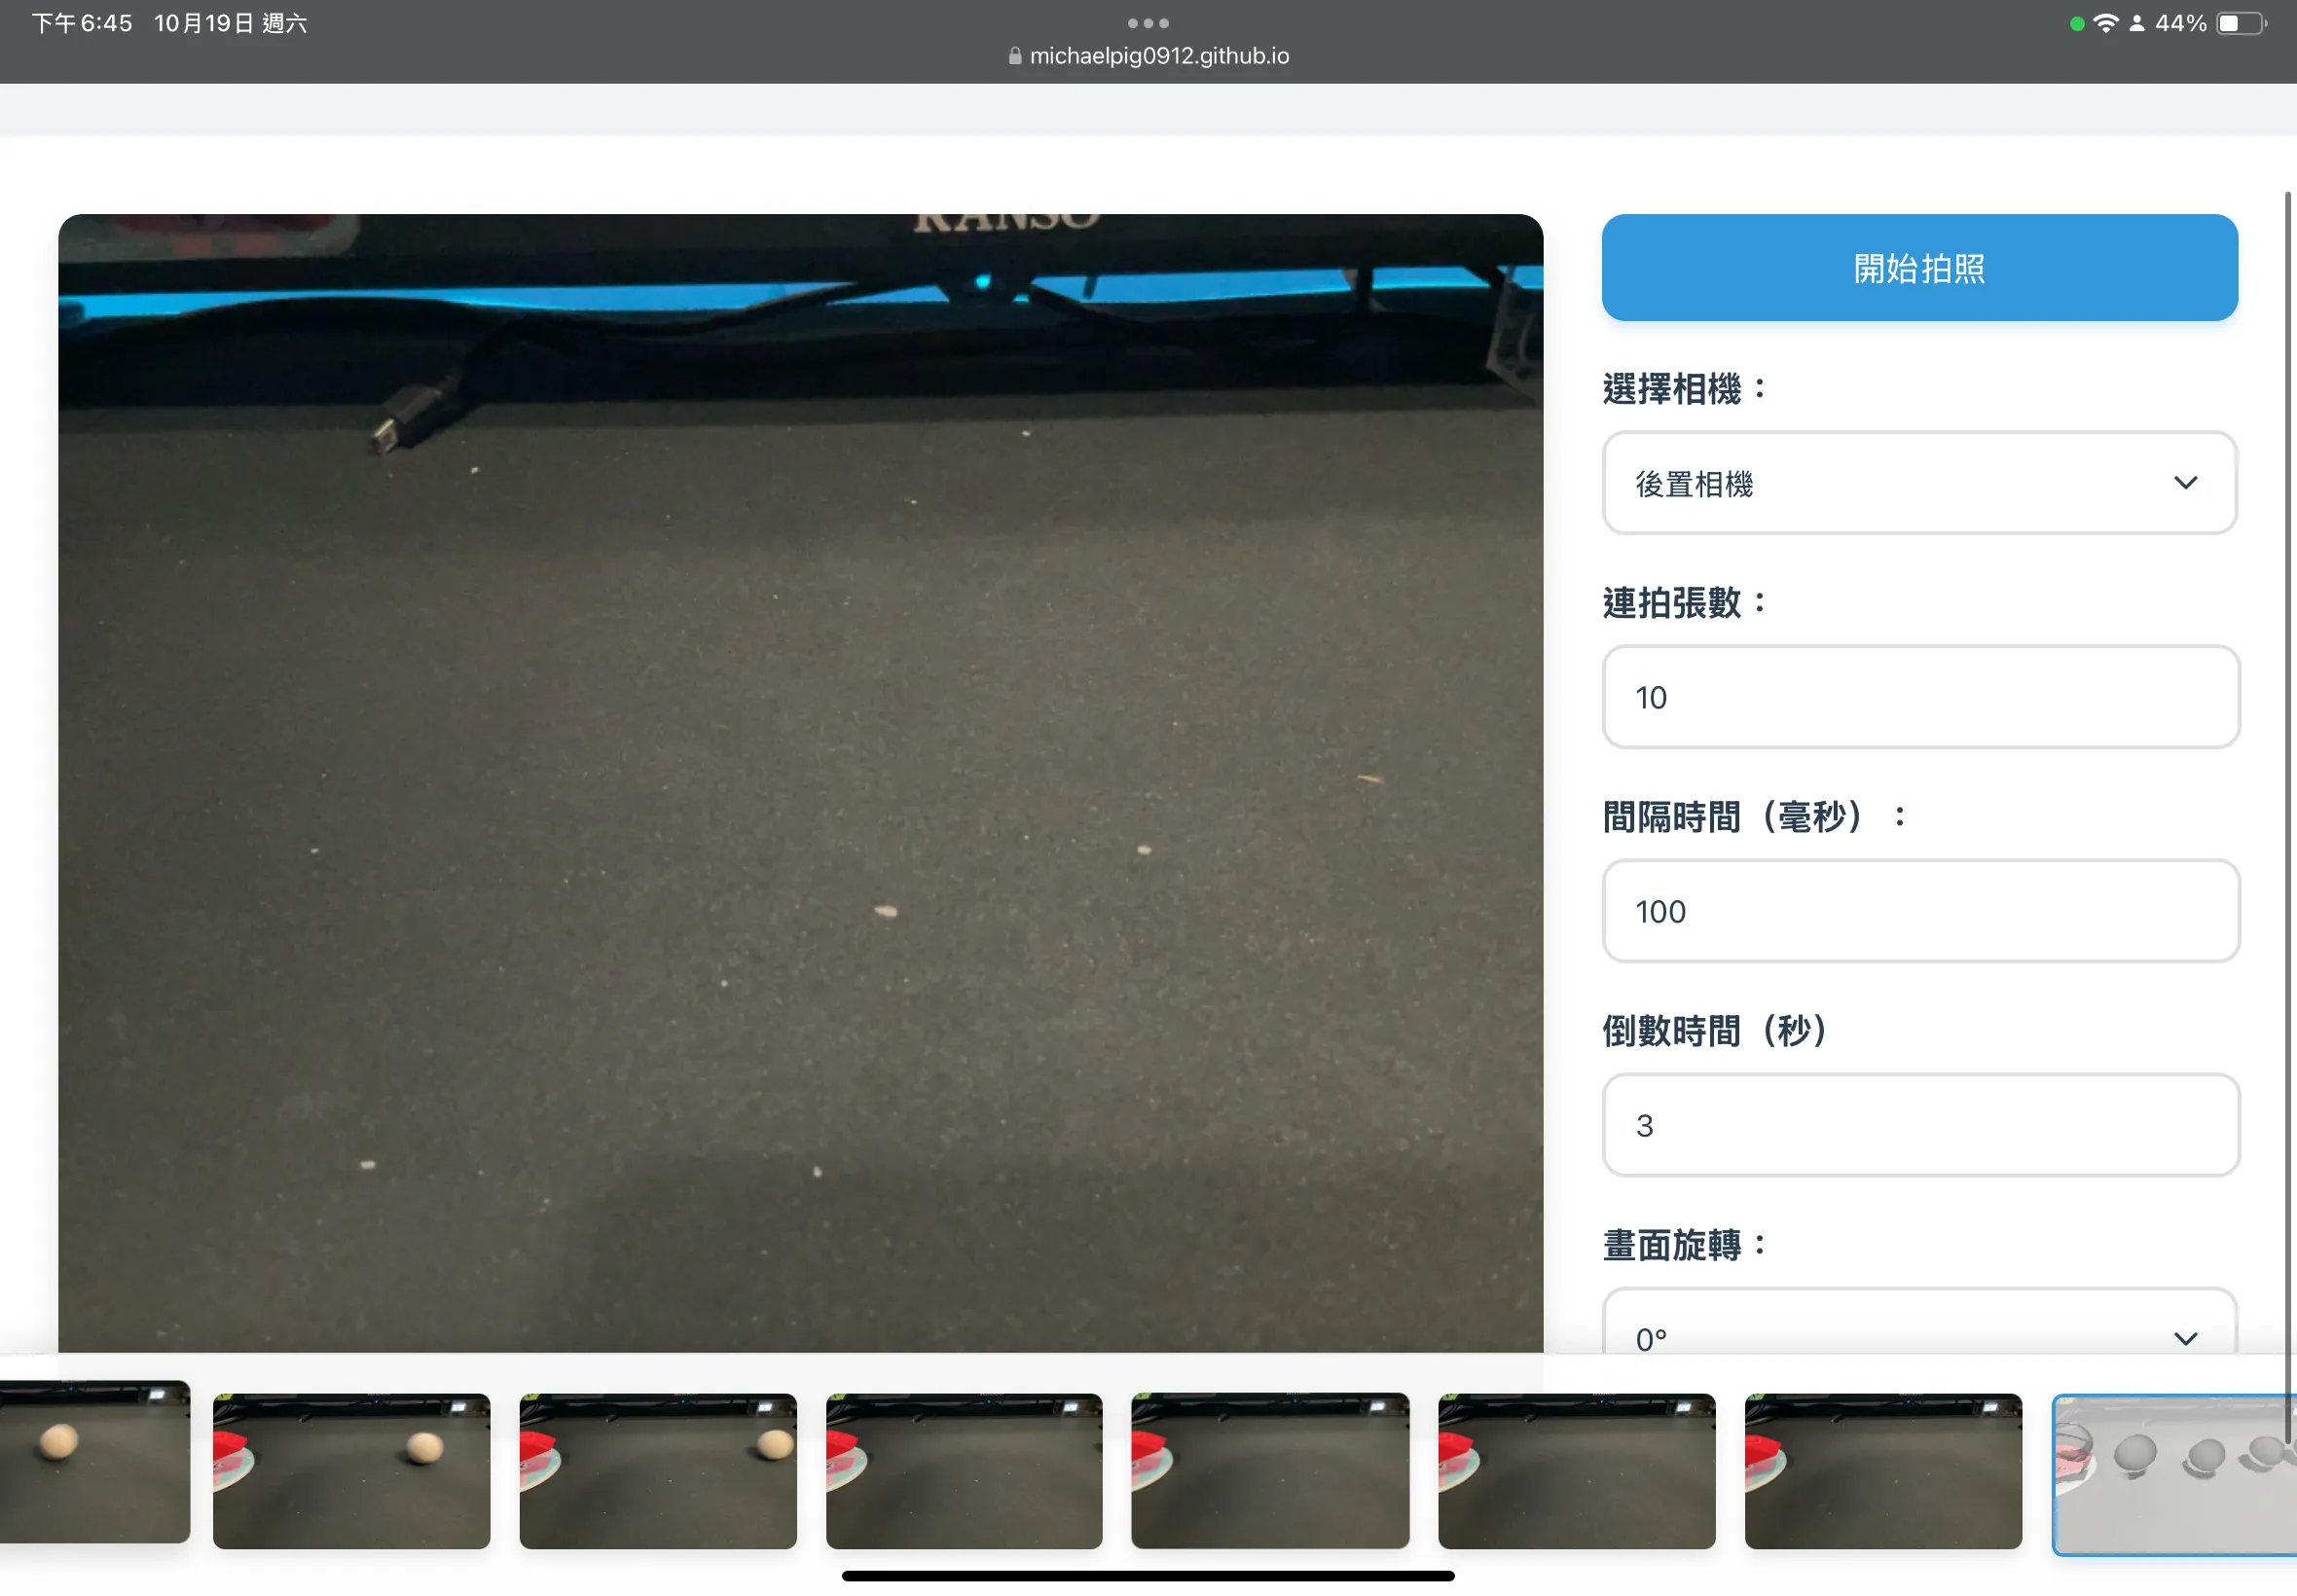 下午6:45 10月19日 週六
44%
michaelpig0912.github.io
KANSO
開始拍照
選擇相機：
後置相機
連拍張數：
10
間隔時間（毫秒）：
100
倒數時間（秒）
3
畫面旋轉：
0°